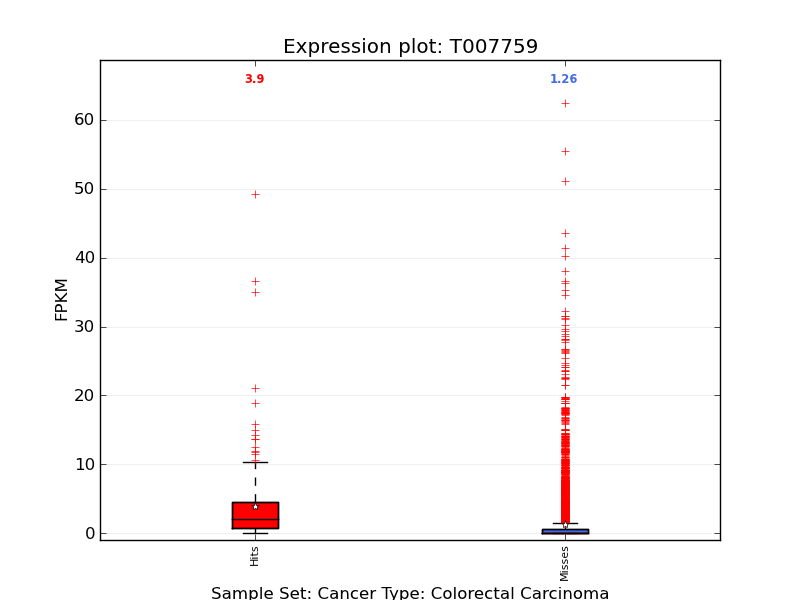 Expression plot: T007759
3.9
1.26
60
50
40
30
20
10
0
FPKM
Hits
Misses
Sample Set: Cancer Type: Colorectal Carcinoma